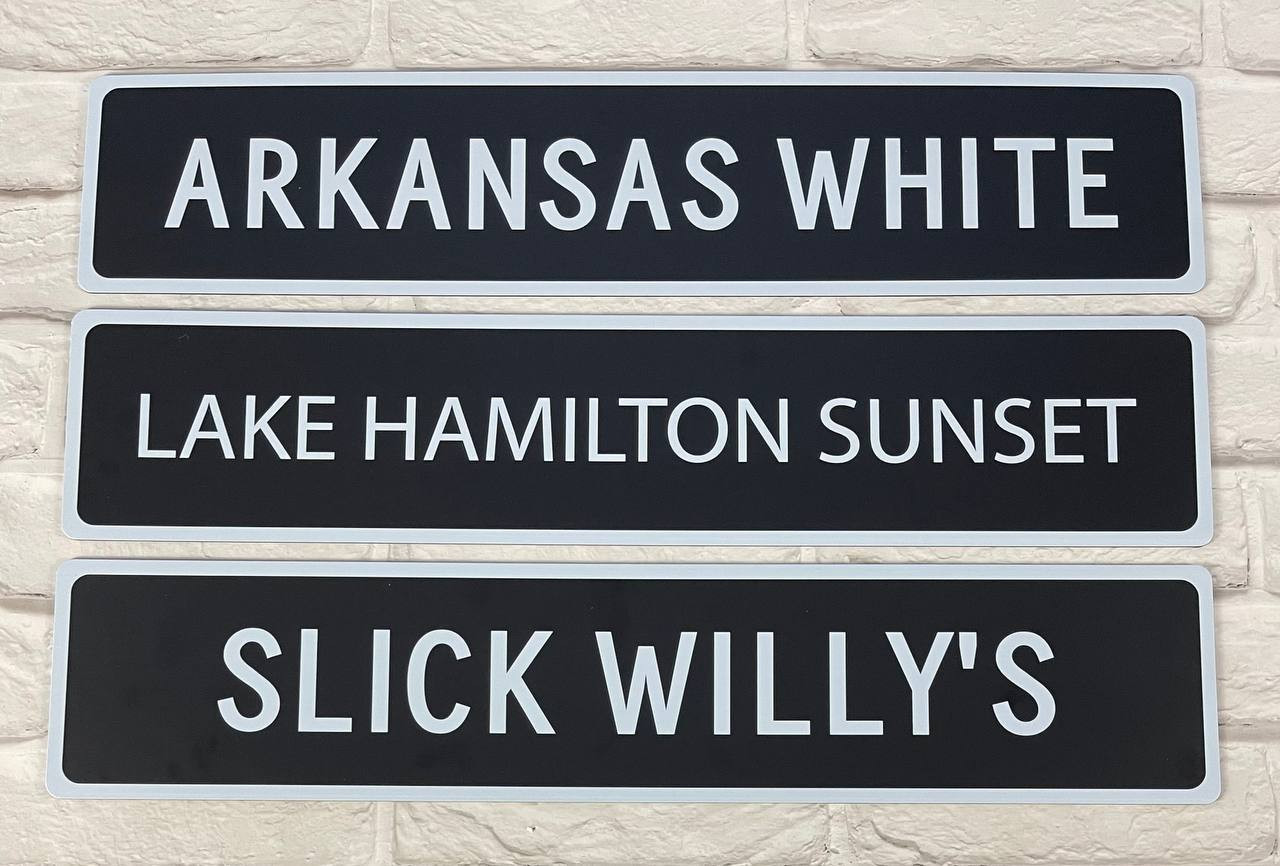 ARKANSAS WHITE
LAKE HAMILTON SUNSET
SLICK WILLY'S